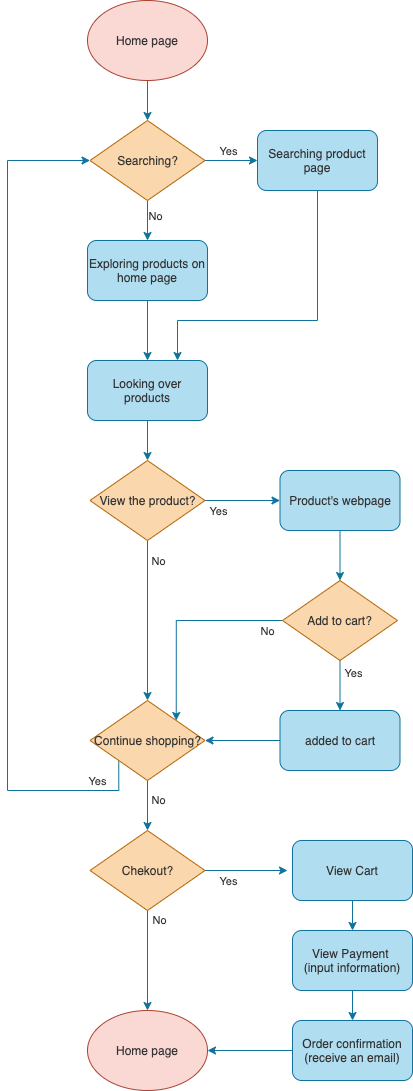 Home page
Searching?
Yes
Searching product
page
No
Exploring products on
home page
Looking over
products
View the product?
Yes
Product's webpage
No
Add to cart?
No
Yes
Continue shopping?
added to cart
Yes
No
Chekout?
Yes
View Cart
No
View Payment
(input information)
Home page
Order confirmation
(receive an email)